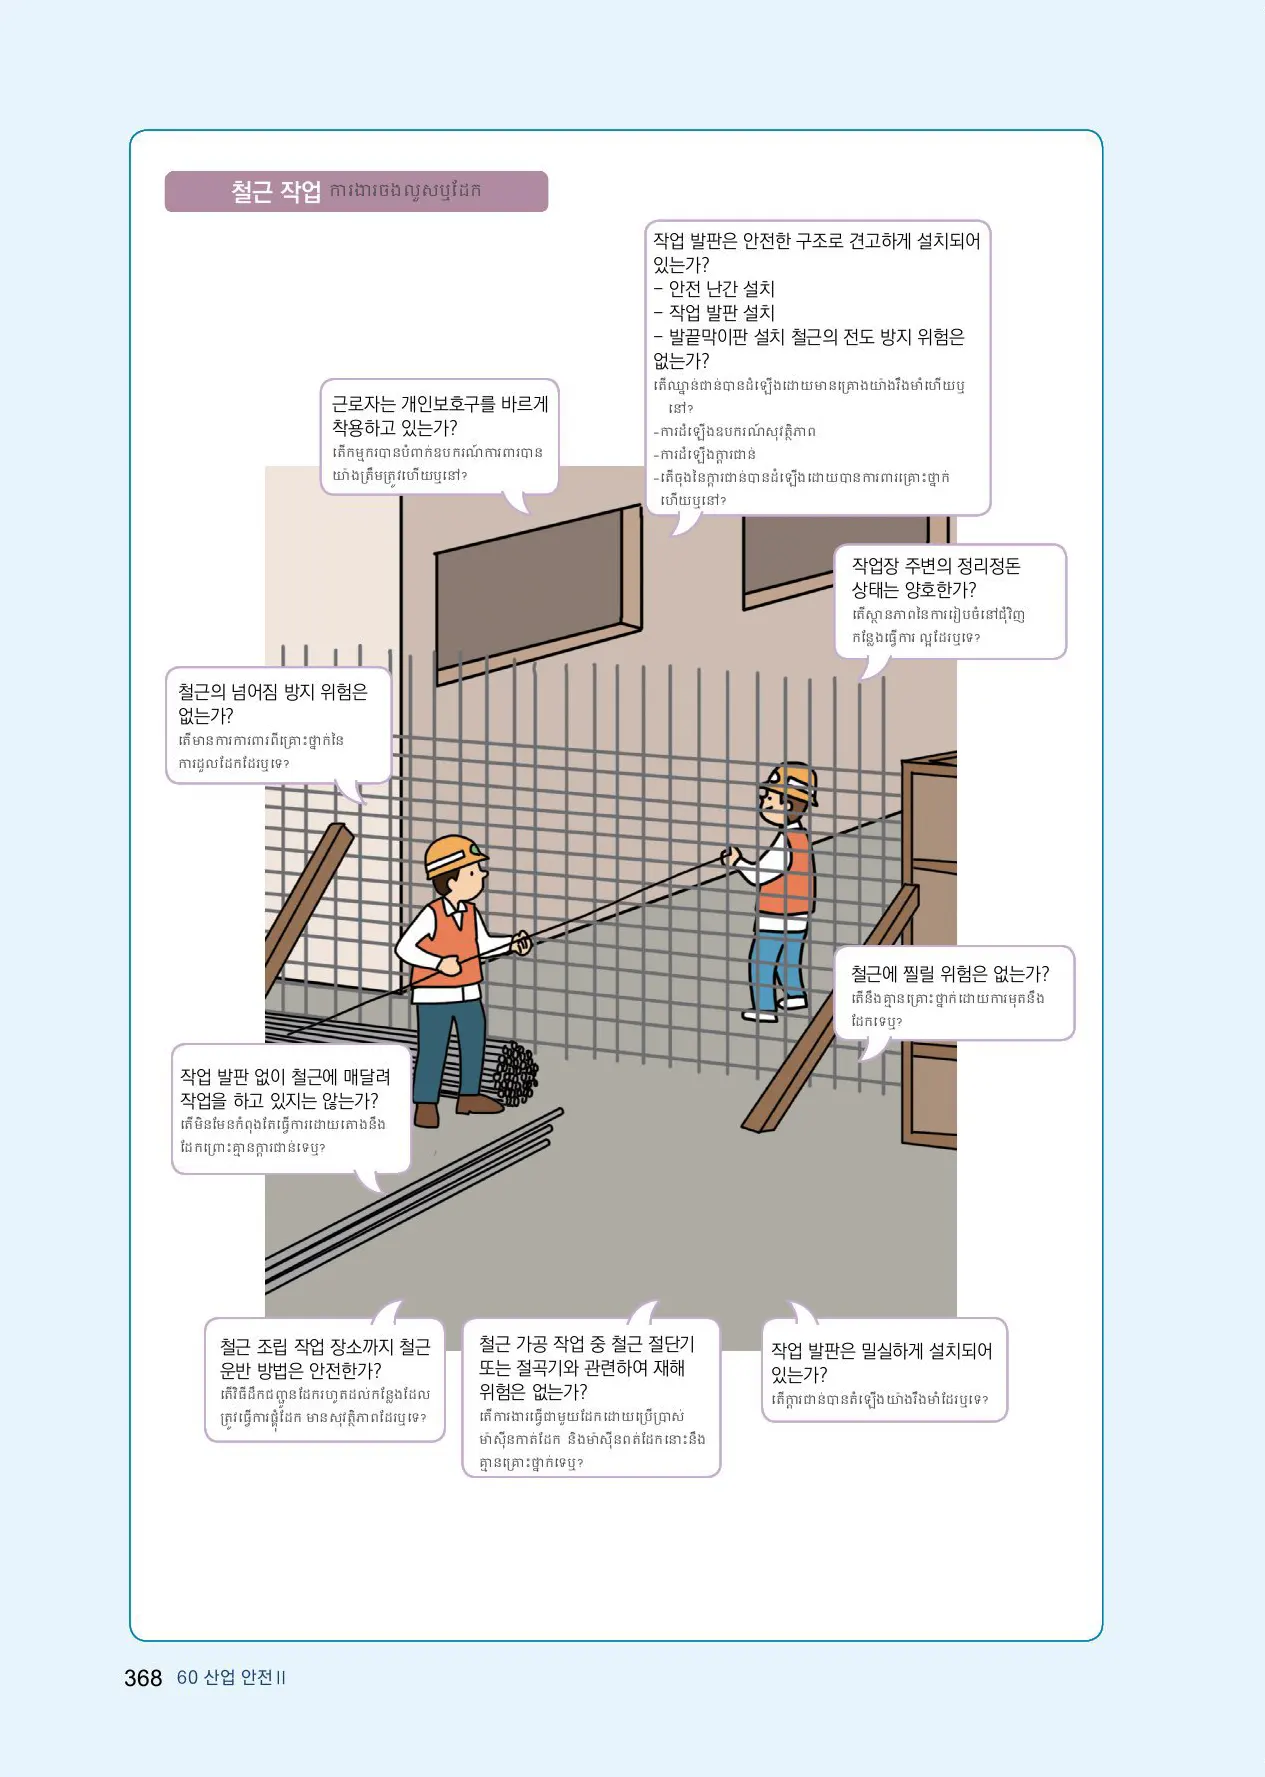 철근 작업 ការងារចងលួសឬដែក
작업 발판은 안전한 구조로 견고하게 설치되어
있는가?
- 안전 난간 설치
- 작업 발판 설치
- 발끝막이판 설치 철근의 전도 방지 위험은
없는가?
តើឈ្នាន់ជាន់បានដំឡើងដោយមានគ្រោងយ៉ាងរឹងមាំហើយឬ
នៅ?
-ការដំឡើងឧបករណ៍សុវត្ថិភាព
-ការដំឡើងក្តារជាន់
-តើចុងនៃក្តារជាន់បានដំឡើងដោយបានការពារគ្រោះថ្នាក់
ហើយឬនៅ?
근로자는 개인보호구를 바르게
착용하고 있는가?
តើកម្មករបានបំពាក់ឧបករណ៍ការពារបាន
យ៉ាងត្រឹមត្រូវហើយឬនៅ?
작업장 주변의 정리정돈
상태는 양호한가?
តើស្ថានភាពនៃការរៀបចំនៅជុំវិញ
កន្លែងធ្វើការ ល្អដែរឬទេ?
철근의 넘어짐 방지 위험은
없는가?
តើមានការការពារពីគ្រោះថ្នាក់នៃ
ការដួលដែកដែរឬទេ?
철근에 찔릴 위험은 없는가?
តើនឹងគ្មានគ្រោះថ្នាក់ដោយការមុតនឹង
ដែកទេឬ?
작업 발판 없이 철근에 매달려
작업을 하고 있지는 않는가?
តើមិនមែនកំពុងតែធ្វើការដោយតោងនឹង
ដែកព្រោះគ្មានក្តារជាន់ទេឬ?
철근 조립 작업 장소까지 철근
운반 방법은 안전한가?
តើវិធីដឹកជញ្ជូនដែករហូតដល់កន្លែងដែល
ត្រូវធ្វើការផ្គុំដែក មានសុវត្ថិភាពដែរឬទេ?
철근 가공 작업 중 철근 절단기
또는 절곡기와 관련하여 재해
위험은 없는가?
តើការងារធ្វើជាមួយដែកដោយប្រើប្រាស់
ម៉ាស៊ីនកាត់ដែក និងម៉ាស៊ីនពត់ដែកនោះនឹង
គ្មានគ្រោះថ្នាក់ទេឬ?
작업 발판은 밀실하게 설치되어
있는가?
តើក្តារជាន់បានតំឡើងយ៉ាងរឹងមាំដែរឬទេ?
368 60 산업 안전 II